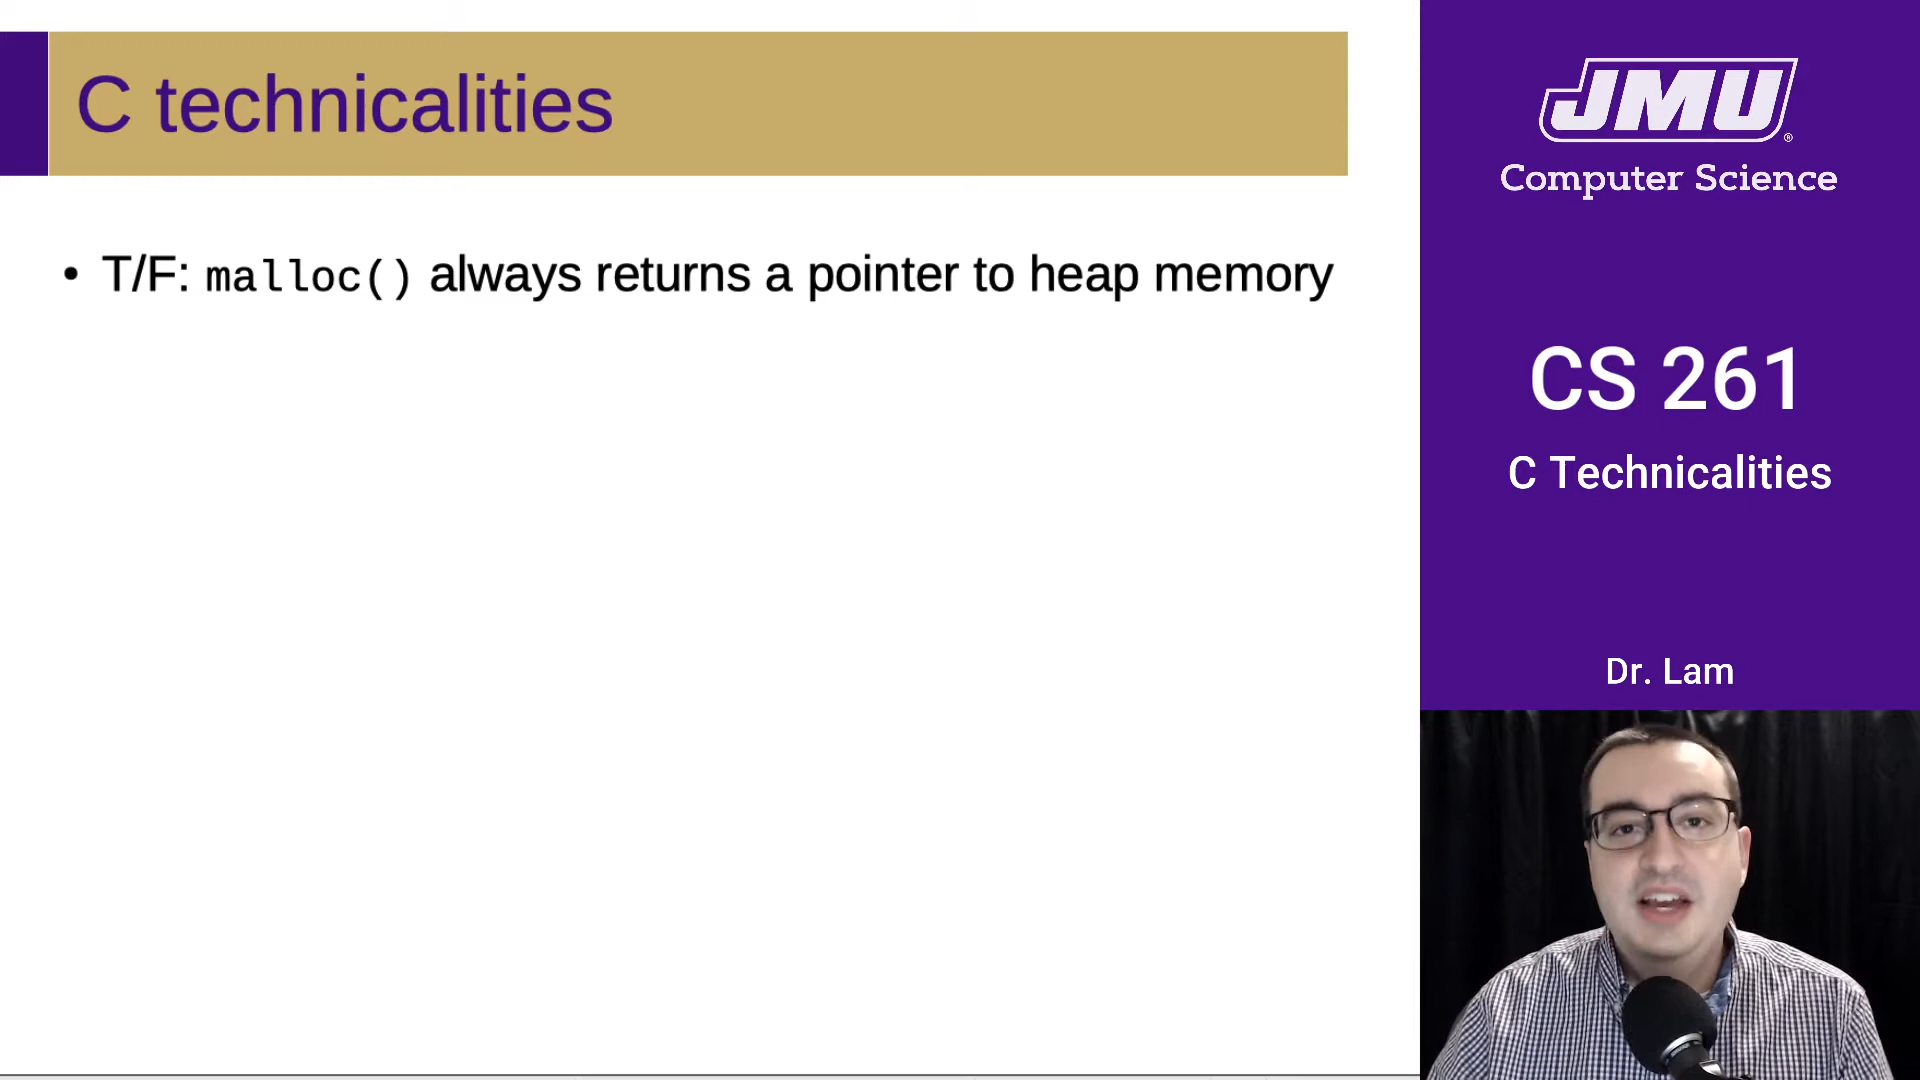 C technicalities
• T/F: malloc() always returns a pointer to heap memory
JMU®
Computer Science
CS 261
C Technicalities
Dr. Lam